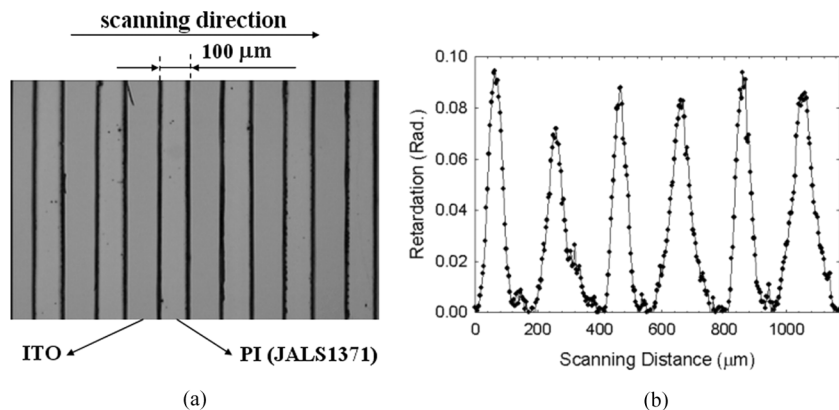 scanning direction
100 μm
ITO
PI (JALS1371)
(a)
0.10
0.08
0.06
0.04
0.02
0.00
Retardation (Rad.)
0
200
400
600
800
1000
Scanning Distance (μm)
(b)